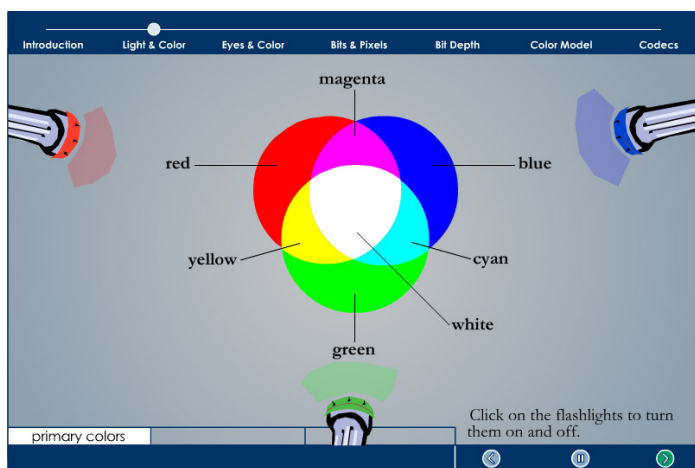 Introduction Light & Color Eyes & Color Bits & Pixels Bit Depth Color Model Codecs
magenta
red blue
yellow cyan
white
green
Click on the flashlights to turn
them on and off.
primary colors